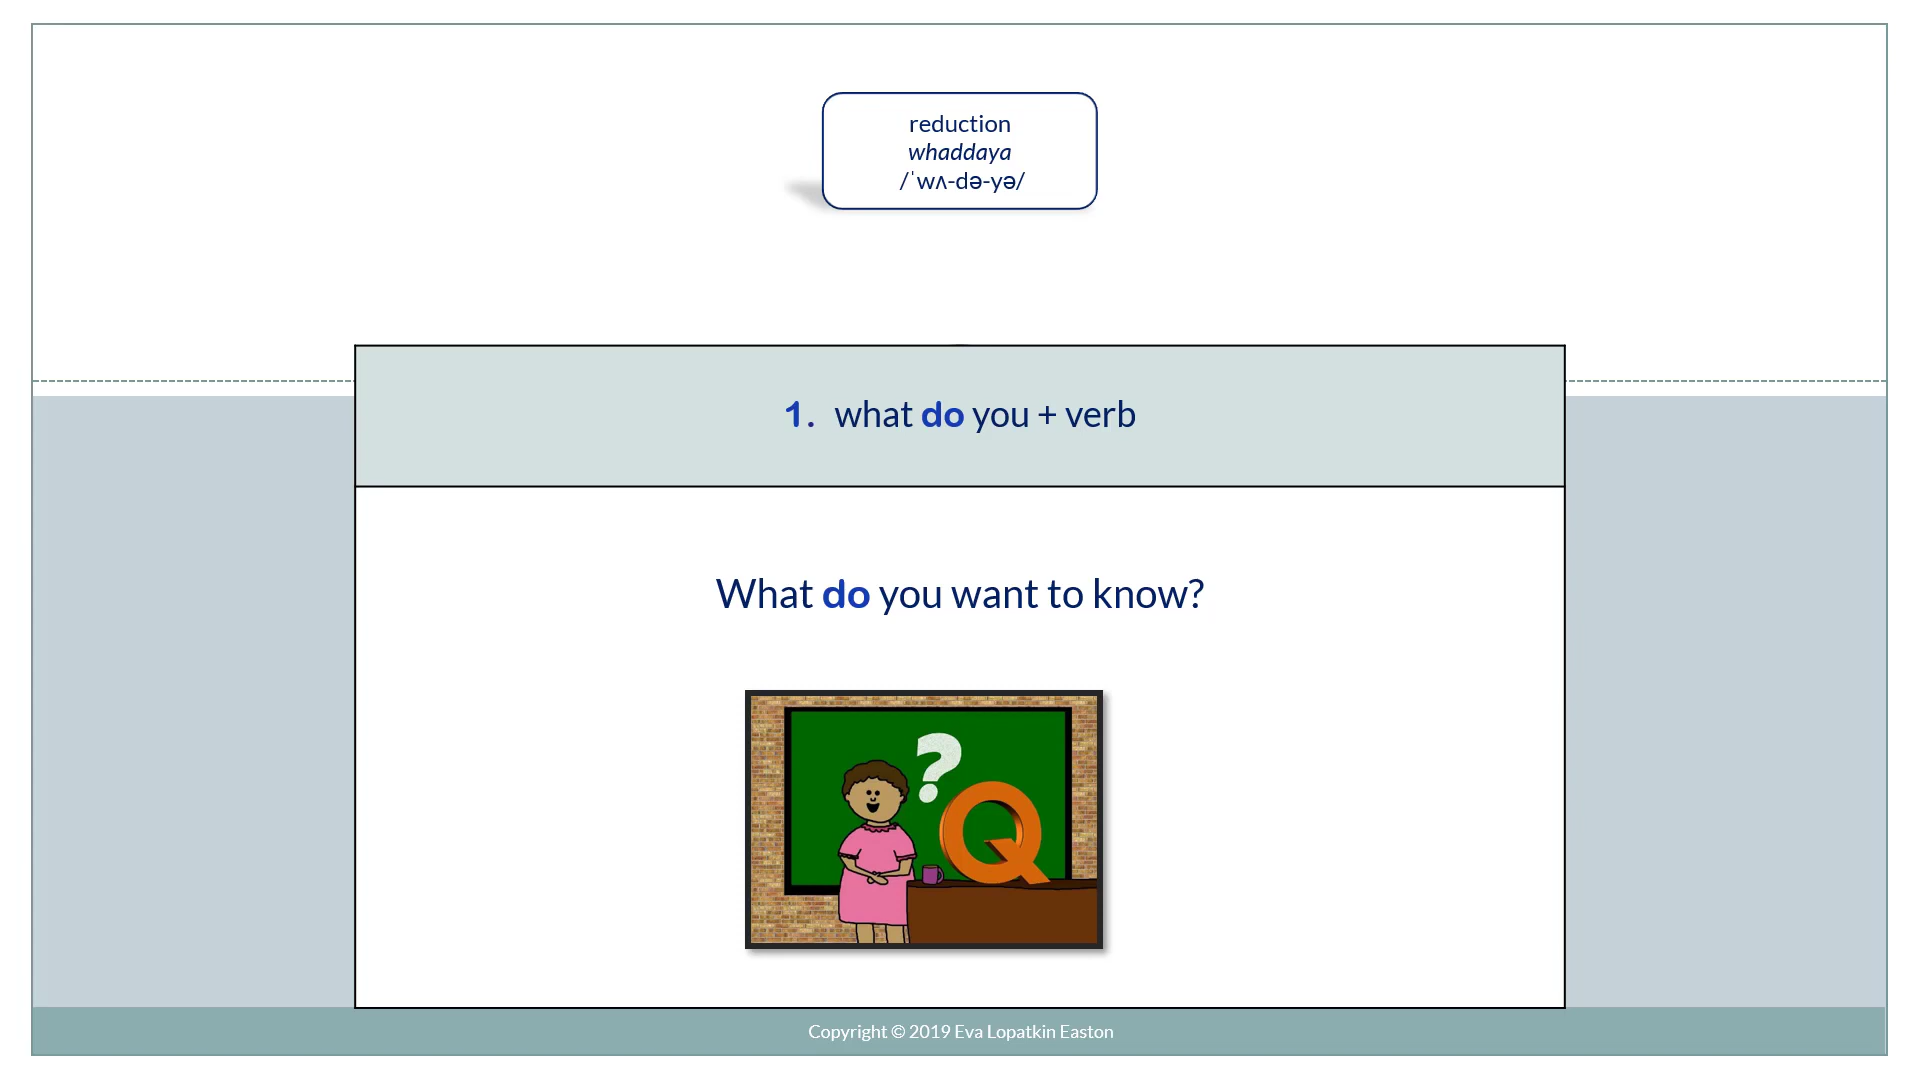 reduction
whaddaya
/ˈwʌ-də-yə/
1. what do you + verb
What do you want to know?
?
Q
Copyright © 2019 Eva Lopatkin Easton